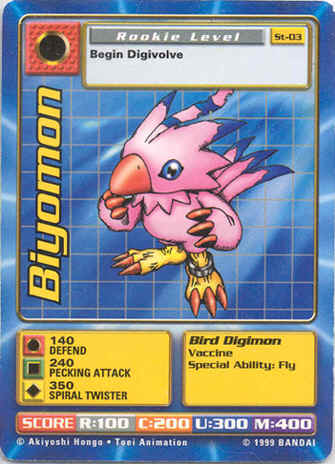 Rookie Level
St-03
Begin Digivolve
Biyomon
140
DEFEND
240
PECKING ATTACK
350
SPIRAL TWISTER
Bird Digimon
Vaccine
Special Ability: Fly
SCORE R:100 C:200 U:300 M:400
© Akiyoshi Hongo • Toei Animation © 1999 BANDAI